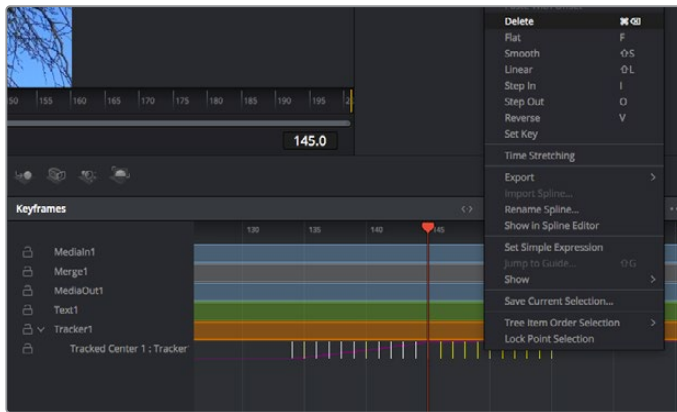 Delete ⌘⌫
Flat F
Smooth ⇧S
Linear ⇧L
Step In I
Step Out O
Reverse V
Set Key
Time Stretching
Export >
Import Spline...
Rename Spline...
Show in Spline Editor
Set Simple Expression
Jump to Guide... ⇧G
Show >
Save Current Selection...
Tree Item Order Selection >
Lock Point Selection
50 155 160 165 170 175 180 185 190 195 2
145.0
Keyframes
130 135 140 145
MediaIn1
Merge1
MediaOut1
Text1
Tracker1
Tracked Center 1 : Tracker